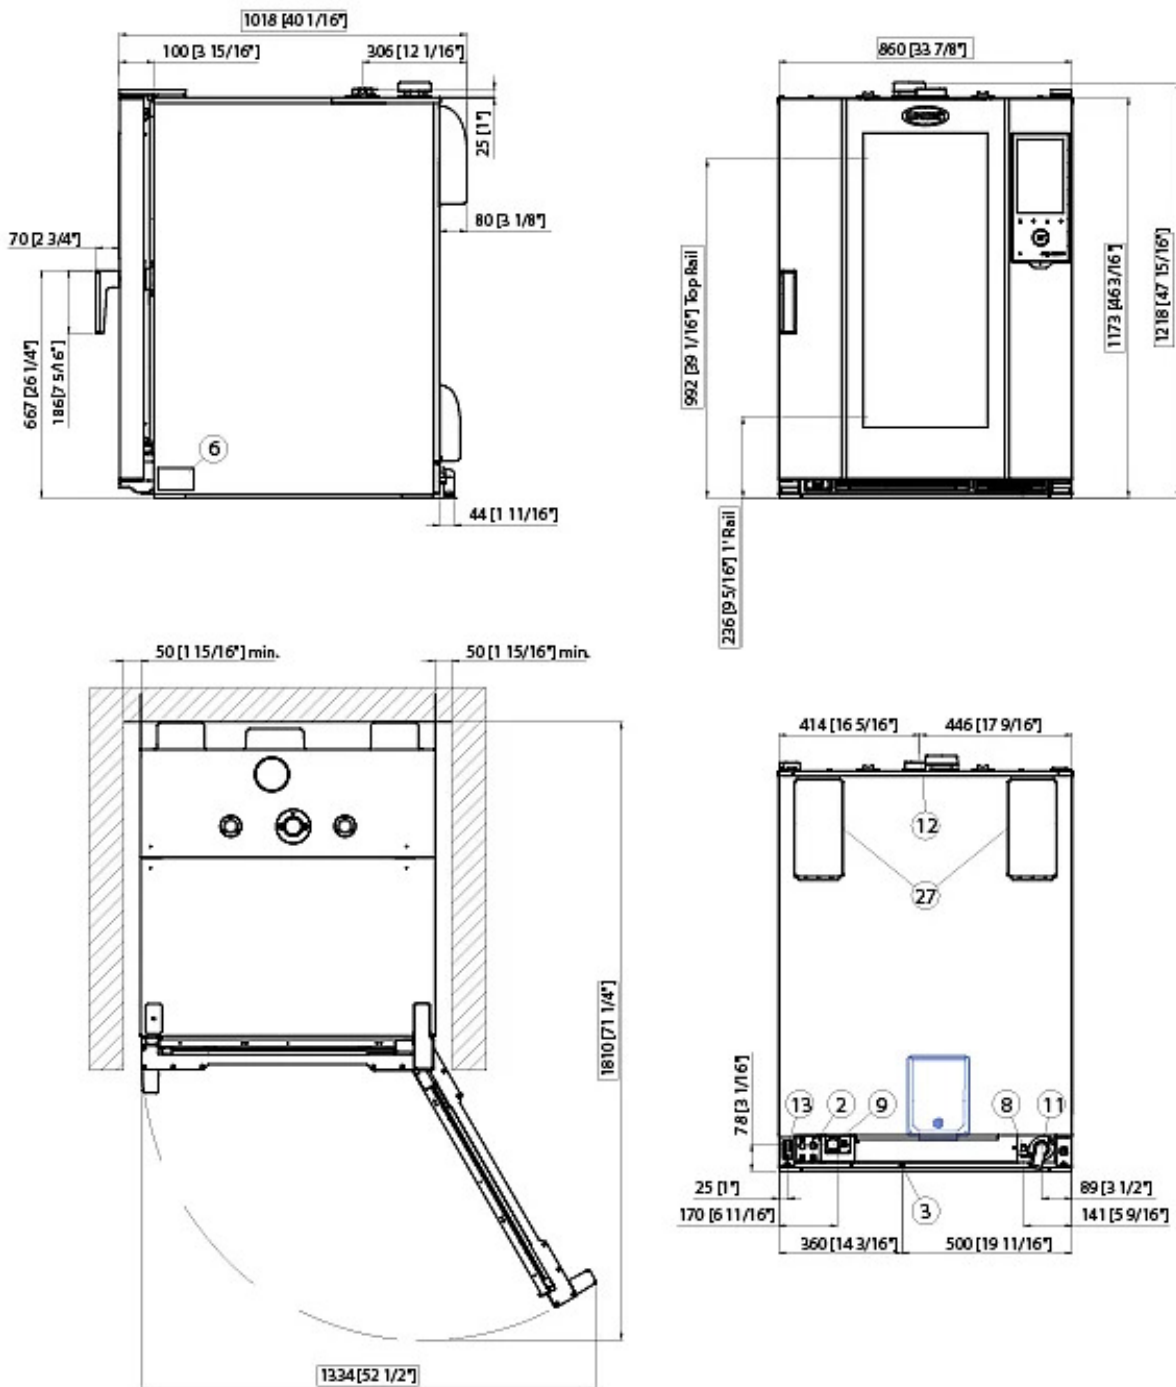 1018 [40 1/16"]
100 [3 15/16"]
306 [12 1/16"]
25 [1"]
80 [3 1/8"]
70 [2 3/4"]
667 [26 1/4"]
186 [7 5/16"]
6
44 [1 11/16"]
860 [33 7/8"]
992 [39 1/16"] Top Rail
1173 [46 3/16"]
1218 [47 15/16"]
236 [9 5/16"] 1° Rail
50 [1 15/16"] min.
50 [1 15/16"] min.
1810 [71 1/4"]
1334 [52 1/2"]
414 [16 5/16"]
446 [17 9/16"]
12
27
78 [3 1/16"]
13
2
9
8
11
25 [1"]
89 [3 1/2"]
170 [6 11/16"]
3
141 [5 9/16"]
360 [14 3/16"]
500 [19 11/16"]